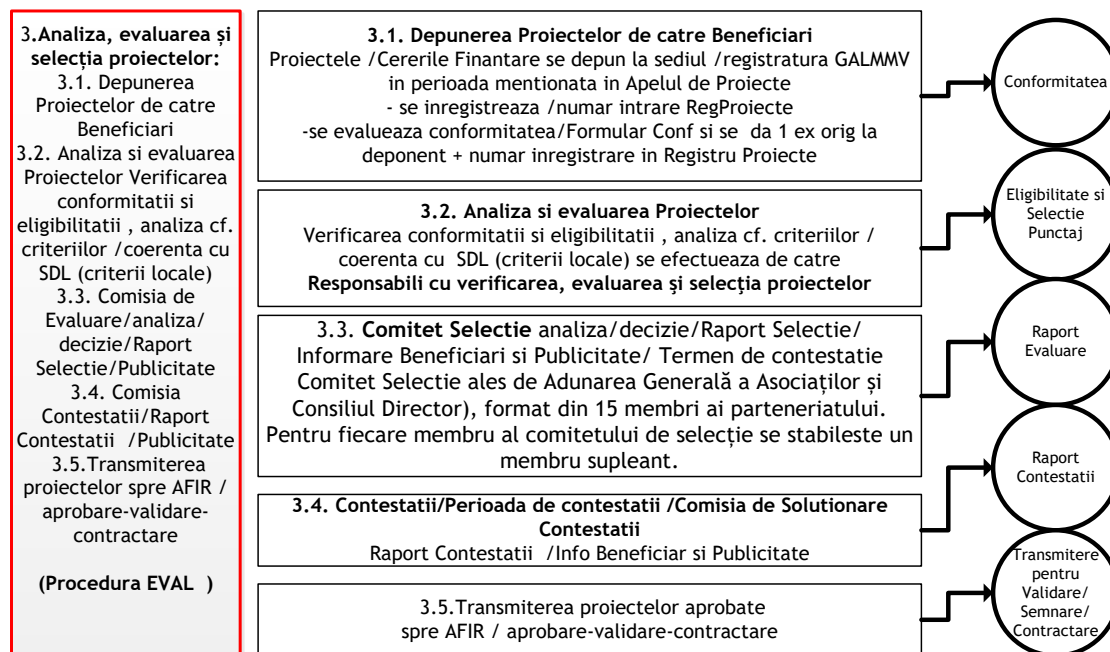 3.Analiza, evaluarea și
selecția proiectelor:
3.1. Depunerea
Proiectelor de catre
Beneficiari
3.2. Analiza si evaluarea
Proiectelor Verificarea
conformitatii si
eligibilitatii , analiza cf.
criteriilor /coerenta cu
SDL (criterii locale)
3.3. Comisia de
Evaluare/analiza/
decizie/Raport
Selectie/Publicitate
3.4. Comisia
Contestatii/Raport
Contestatii /Publicitate
3.5.Transmiterea
proiectelor spre AFIR /
aprobare-validare-
contractare
(Procedura EVAL )
3.1. Depunerea Proiectelor de catre Beneficiari
Proiectele /Cererile Finantare se depun la sediul /registratura GALMMV
in perioada mentionata in Apelul de Proiecte
- se inregistreaza /numar intrare RegProiecte
-se evalueaza conformitatea/Formular Conf si se da 1 ex orig la
deponent + numar inregistrare in Registru Proiecte
Conformitatea
3.2. Analiza si evaluarea Proiectelor
Verificarea conformitatii si eligibilitatii , analiza cf. criteriilor /
coerenta cu SDL (criterii locale) se efectueaza de catre
Responsabili cu verificarea, evaluarea și selecția proiectelor
Eligibilitate si
Selectie
Punctaj
3.3. Comitet Selectie analiza/decizie/Raport Selectie/
Informare Beneficiari si Publicitate/ Termen de contestatie
Comitet Selectie ales de Adunarea Generală a Asociaților și
Consiliul Director), format din 15 membri ai parteneriatului.
Pentru fiecare membru al comitetului de selecție se stabileste un
membru supleant.
Raport
Evaluare
3.4. Contestatii/Perioada de contestatii /Comisia de Solutionare
Contestatii
Raport Contestatii /Info Beneficiar si Publicitate
Raport
Contestatii
3.5.Transmiterea proiectelor aprobate
spre AFIR / aprobare-validare-contractare
Transmitere
pentru
Validare/
Semnare/
Contractare